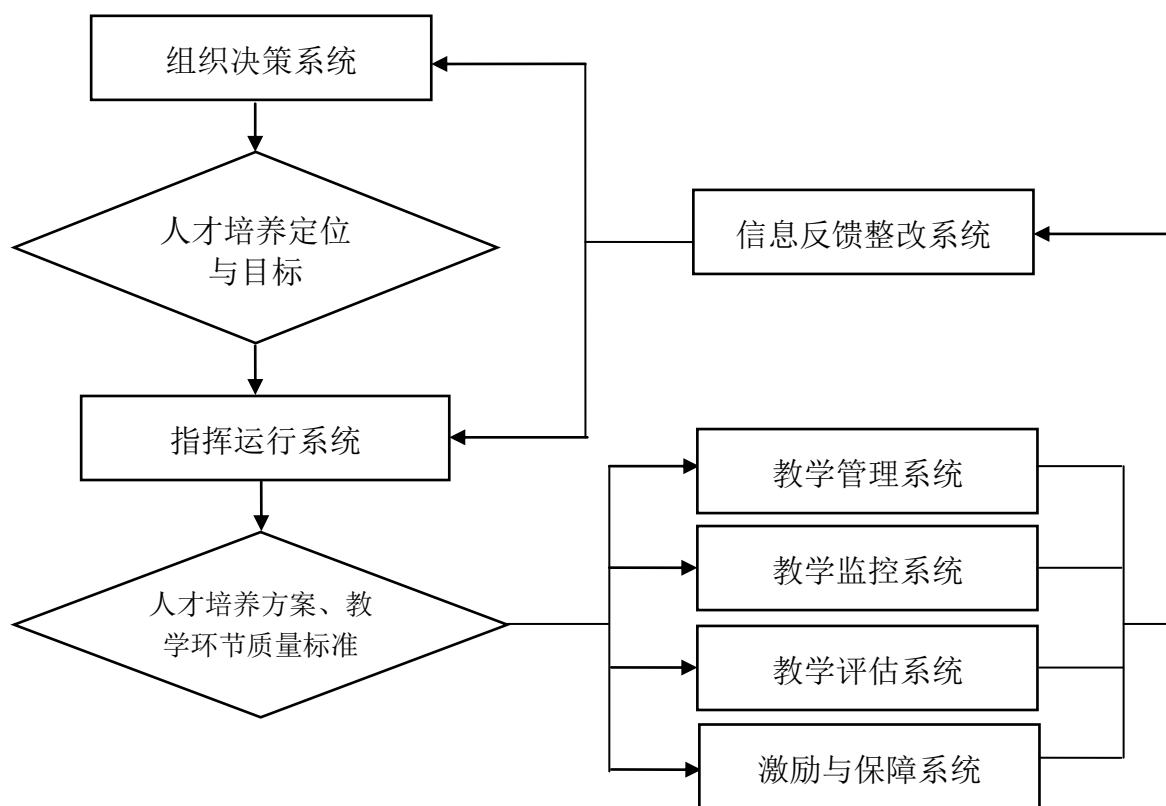 组织决策系统
人才培养定位
与目标
信息反馈整改系统
指挥运行系统
教学管理系统
教学监控系统
人才培养方案、教
学环节质量标准
教学评估系统
激励与保障系统